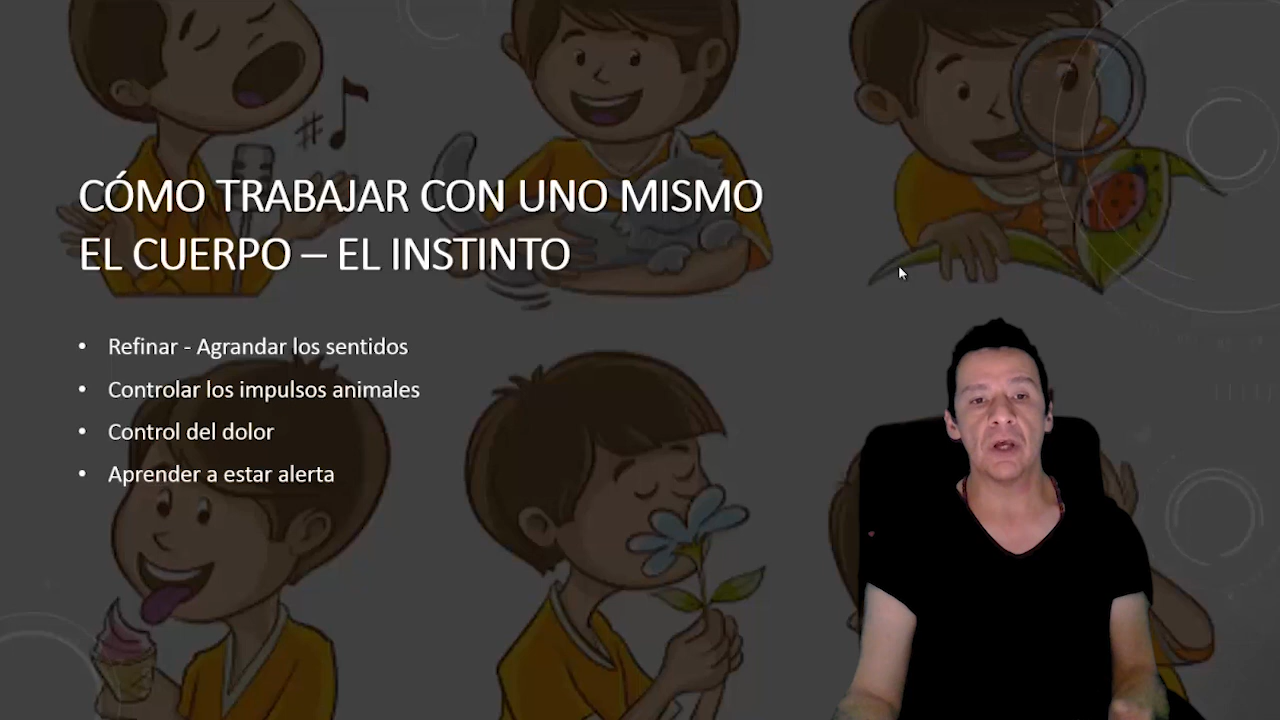 CÓMO TRABAJAR CON UNO MISMO
EL CUERPO – EL INSTINTO
• Refinar - Agrandar los sentidos
• Controlar los impulsos animales
• Control del dolor
• Aprender a estar alerta